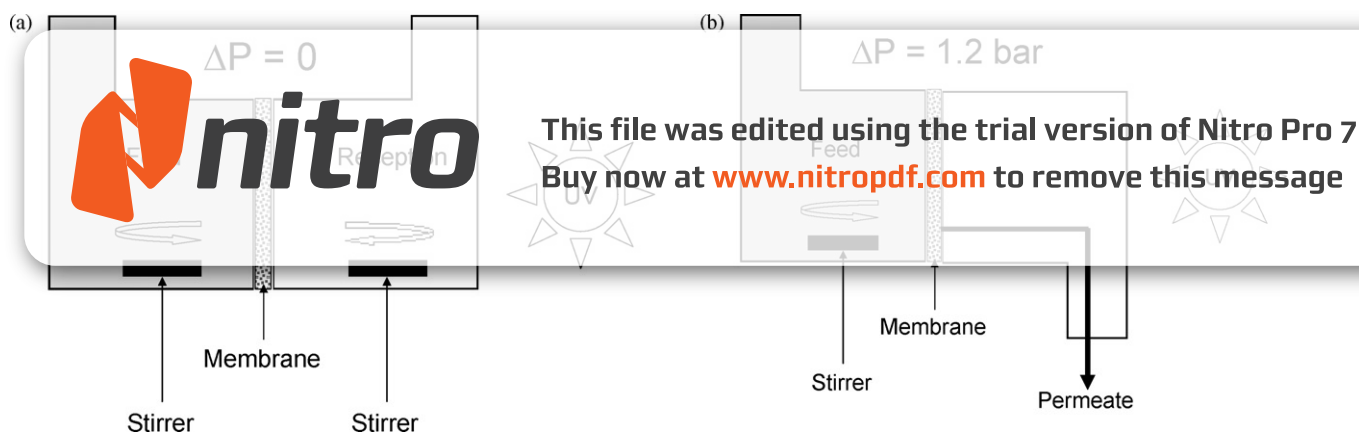 (a)
(b)
ΔP = 0
ΔP = 1.2 bar
nitro
This file was edited using the trial version of Nitro Pro 7
Buy now at www.nitropdf.com to remove this message
Reception
Feed
UV
Membrane
Stirrer
Stirrer
Membrane
Stirrer
Permeate